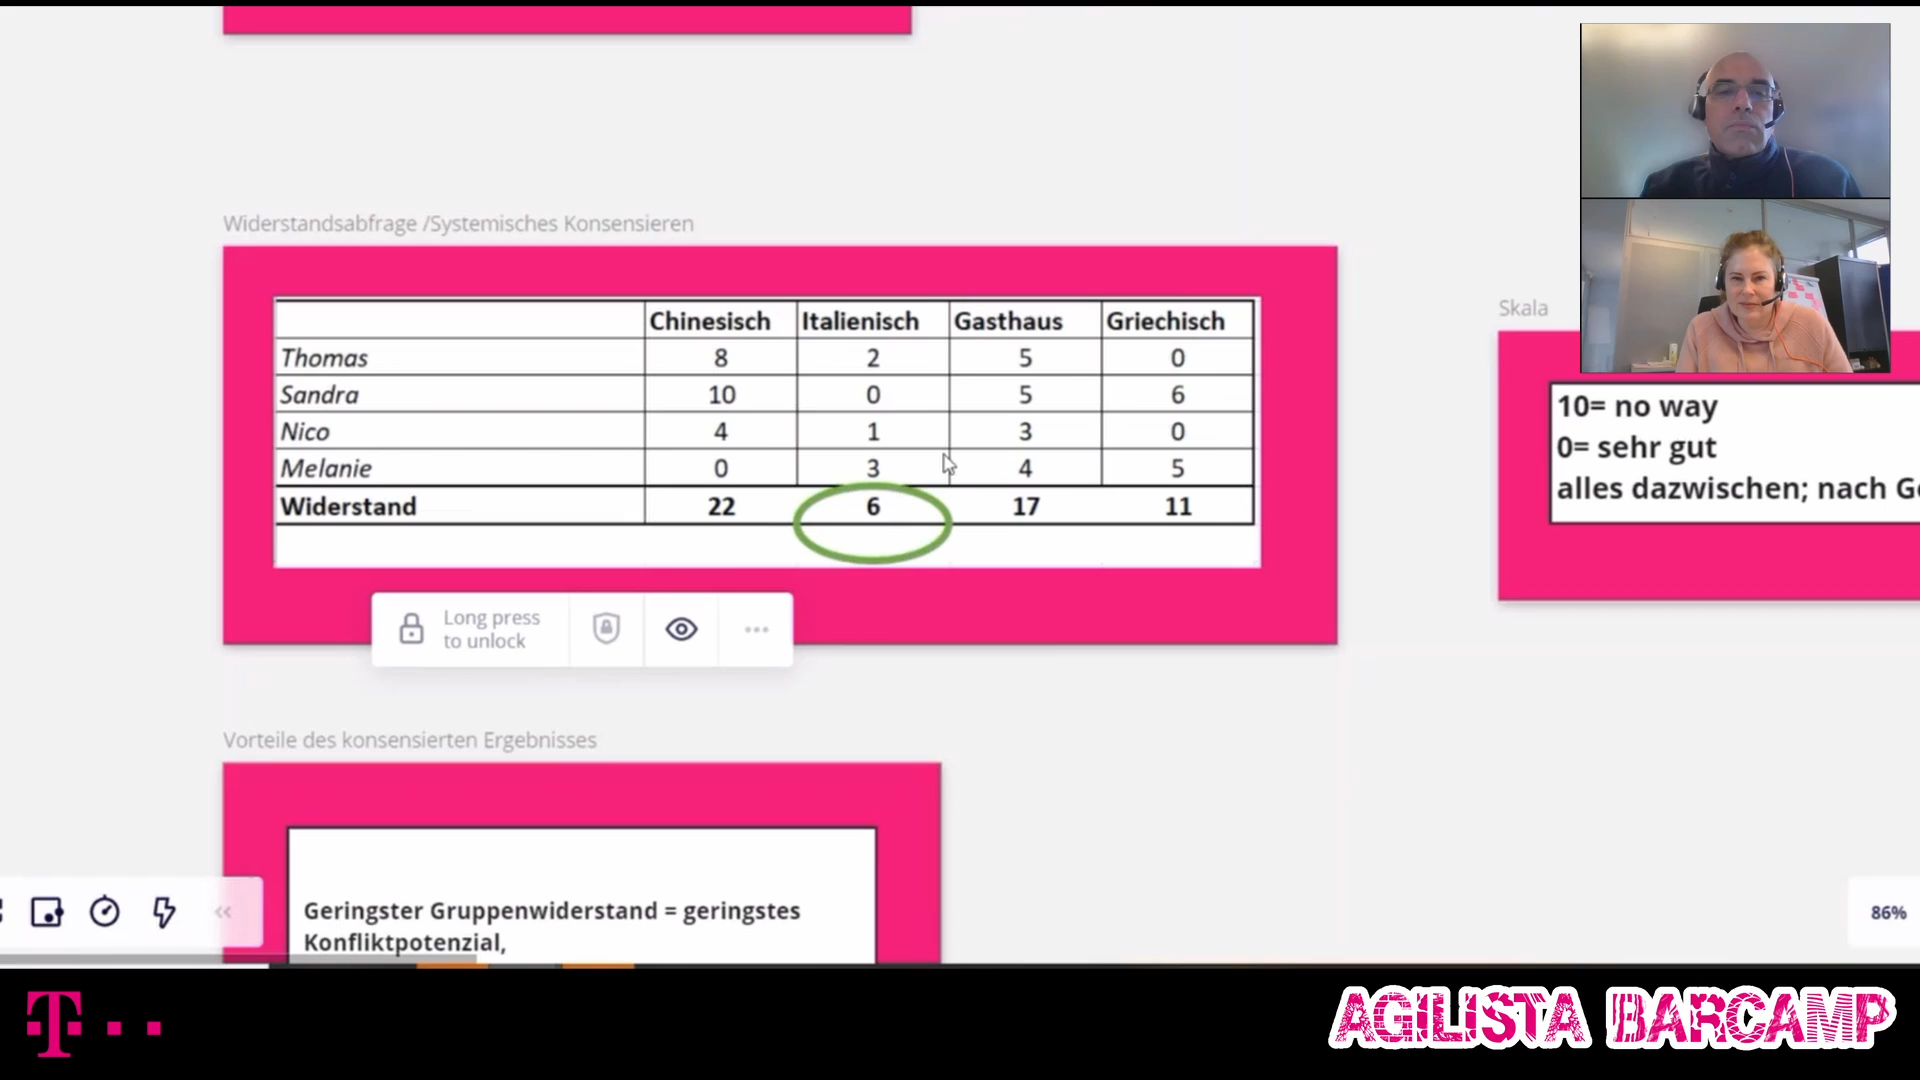 Widerstandsabfrage /Systemisches Konsensieren
Chinesisch Italienisch Gasthaus Griechisch
Thomas 8 2 5 0
Sandra 10 0 5 6
Nico 4 1 3 0
Melanie 0 3 4 5
Widerstand 22 6 17 11
Long press
to unlock
Skala
10= no way
0= sehr gut
alles dazwischen; nach
Vorteile des konsensierten Ergebnisses
Geringster Gruppenwiderstand = geringstes
Konfliktpotenzial,
86%
T
AGILISTA BARCAMP